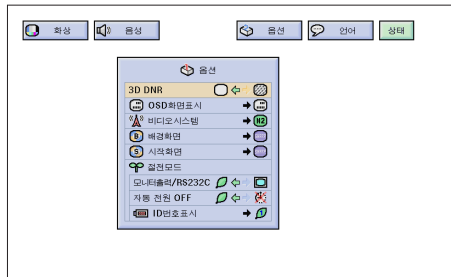 화상
음성
옵션
언어
상태
옵션
3D DNR
OSD화면표시
비디오시스템
배경화면
시작화면
절전모드
모니터출력/RS232C
자동 전원 OFF
ID번호표시